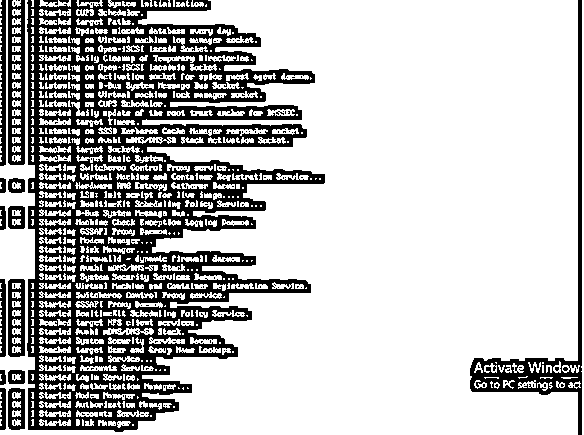 [ OK ] Reached target System Initialization.
[ OK ] Started CUPS Scheduler.
[ OK ] Reached target Paths.
[ OK ] Started Updates mlocate database every day.
[ OK ] Listening on Virtual machine log manager socket.
[ OK ] Listening on Open-iSCSI iscsid Socket.
[ OK ] Started Daily Cleanup of Temporary Directories.
[ OK ] Listening on Open-iSCSI iscsiuio Socket.
[ OK ] Listening on Activation socket for spice guest agent daemon.
[ OK ] Listening on D-Bus System Message Bus Socket.
[ OK ] Listening on Virtual machine lock manager socket.
[ OK ] Listening on CUPS Scheduler.
[ OK ] Started daily update of the root trust anchor for DNSSEC.
[ OK ] Reached target Timers.
[ OK ] Listening on SSSD Kerberos Cache Manager responder socket.
[ OK ] Listening on Avahi mDNS/DNS-SD Stack Activation Socket.
[ OK ] Reached target Sockets.
[ OK ] Reached target Basic System.
Starting Switcheroo Control Proxy service...
Starting Virtual Machine and Container Registration Service...
[ OK ] Started Hardware RNG Entropy Gatherer Daemon.
Starting LSB: Init script for live image....
Starting RealtimeKit Scheduling Policy Service...
[ OK ] Started D-Bus System Message Bus.
[ OK ] Started Machine Check Exception Logging Daemon.
Starting GSSAPI Proxy Daemon...
Starting Modem Manager...
Starting Disk Manager...
Starting firewalld - dynamic firewall daemon...
Starting Avahi mDNS/DNS-SD Stack...
Starting System Security Services Daemon...
[ OK ] Started Virtual Machine and Container Registration Service.
[ OK ] Started Switcheroo Control Proxy service.
[ OK ] Started GSSAPI Proxy Daemon.
[ OK ] Started RealtimeKit Scheduling Policy Service.
[ OK ] Reached target NFS client services.
[ OK ] Started Avahi mDNS/DNS-SD Stack.
[ OK ] Started System Security Services Daemon.
[ OK ] Reached target User and Group Name Lookups.
Starting Login Service...
Starting Accounts Service...
[ OK ] Started Login Service.
Starting Authorization Manager...
[ OK ] Started Modem Manager.
[ OK ] Started Authorization Manager.
[ OK ] Started Accounts Service.
[ OK ] Started Disk Manager.
Activate Windows
Go to PC settings to act